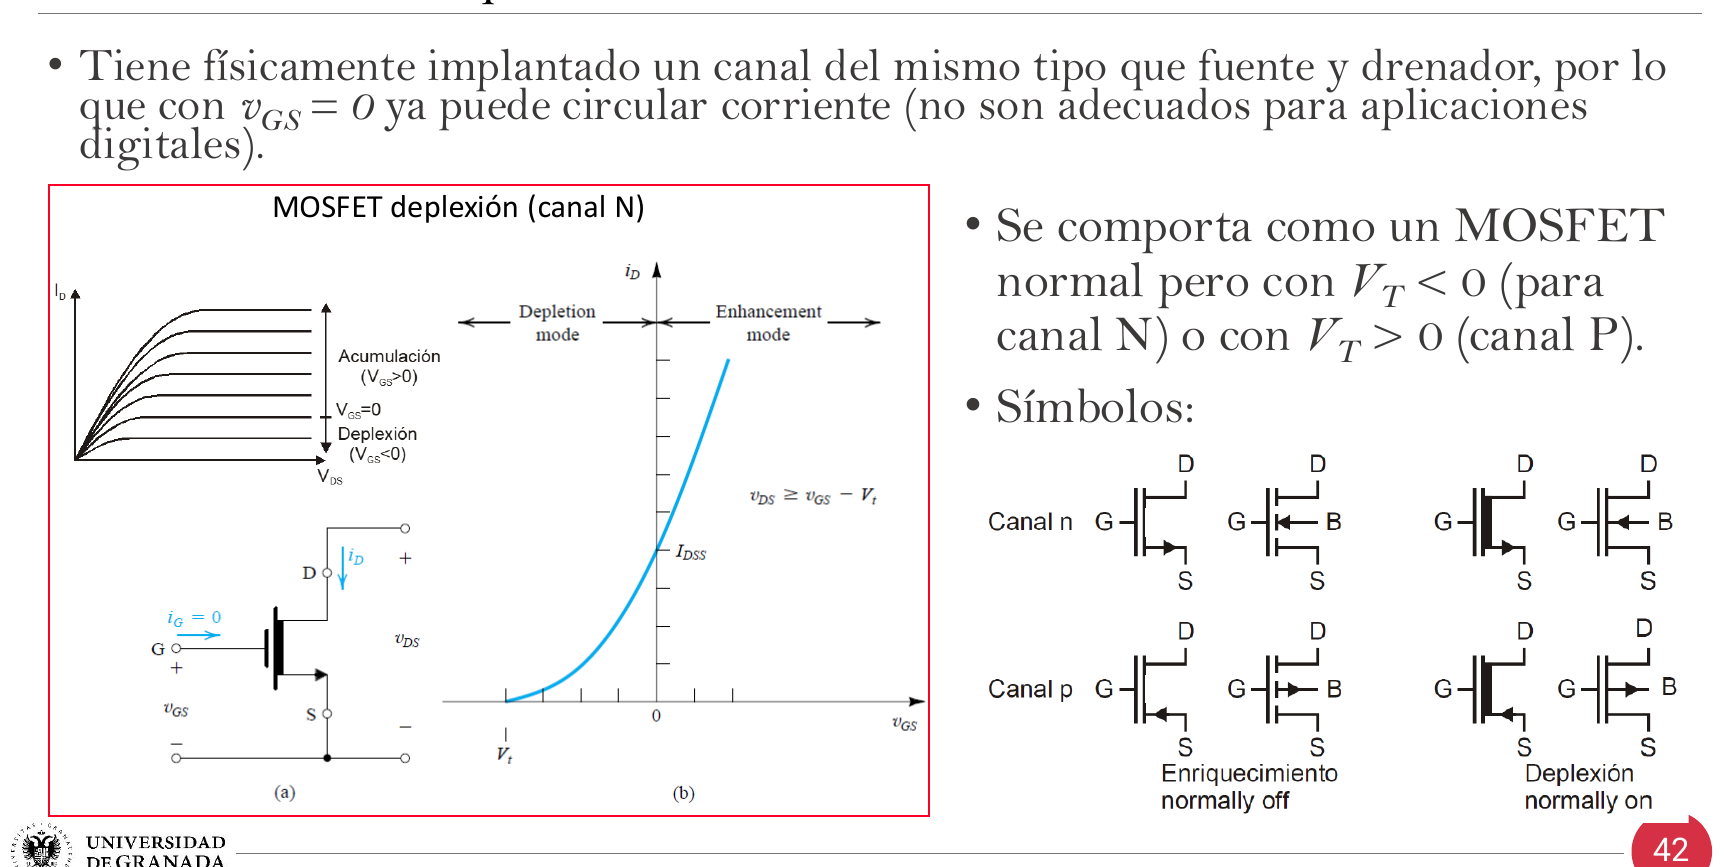 • Tiene físicamente implantado un canal del mismo tipo que fuente y drenador, por lo
que con v_GS = 0 ya puede circular corriente (no son adecuados para aplicaciones
digitales).
MOSFET deplexión (canal N)
I_D
Acumulación
(V_GS>0)
V_GS=0
Deplexión
(V_GS<0)
V_DS
D
i_D
+
i_G = 0
G
+
v_DS
v_GS
S
−
−
(a)
i_D
Depletion
mode
Enhancement
mode
v_DS ≥ v_GS − V_t
I_DSS
0
v_GS
V_t
(b)
• Se comporta como un MOSFET
normal pero con V_T < 0 (para
canal N) o con V_T > 0 (canal P).
• Símbolos:
D D D D
Canal n G G B G G B
S S S S
D D D D
Canal p G G B G G B
S S S S
Enriquecimiento
normally off
Deplexión
normally on
UNIVERSIDAD
DE GRANADA
42